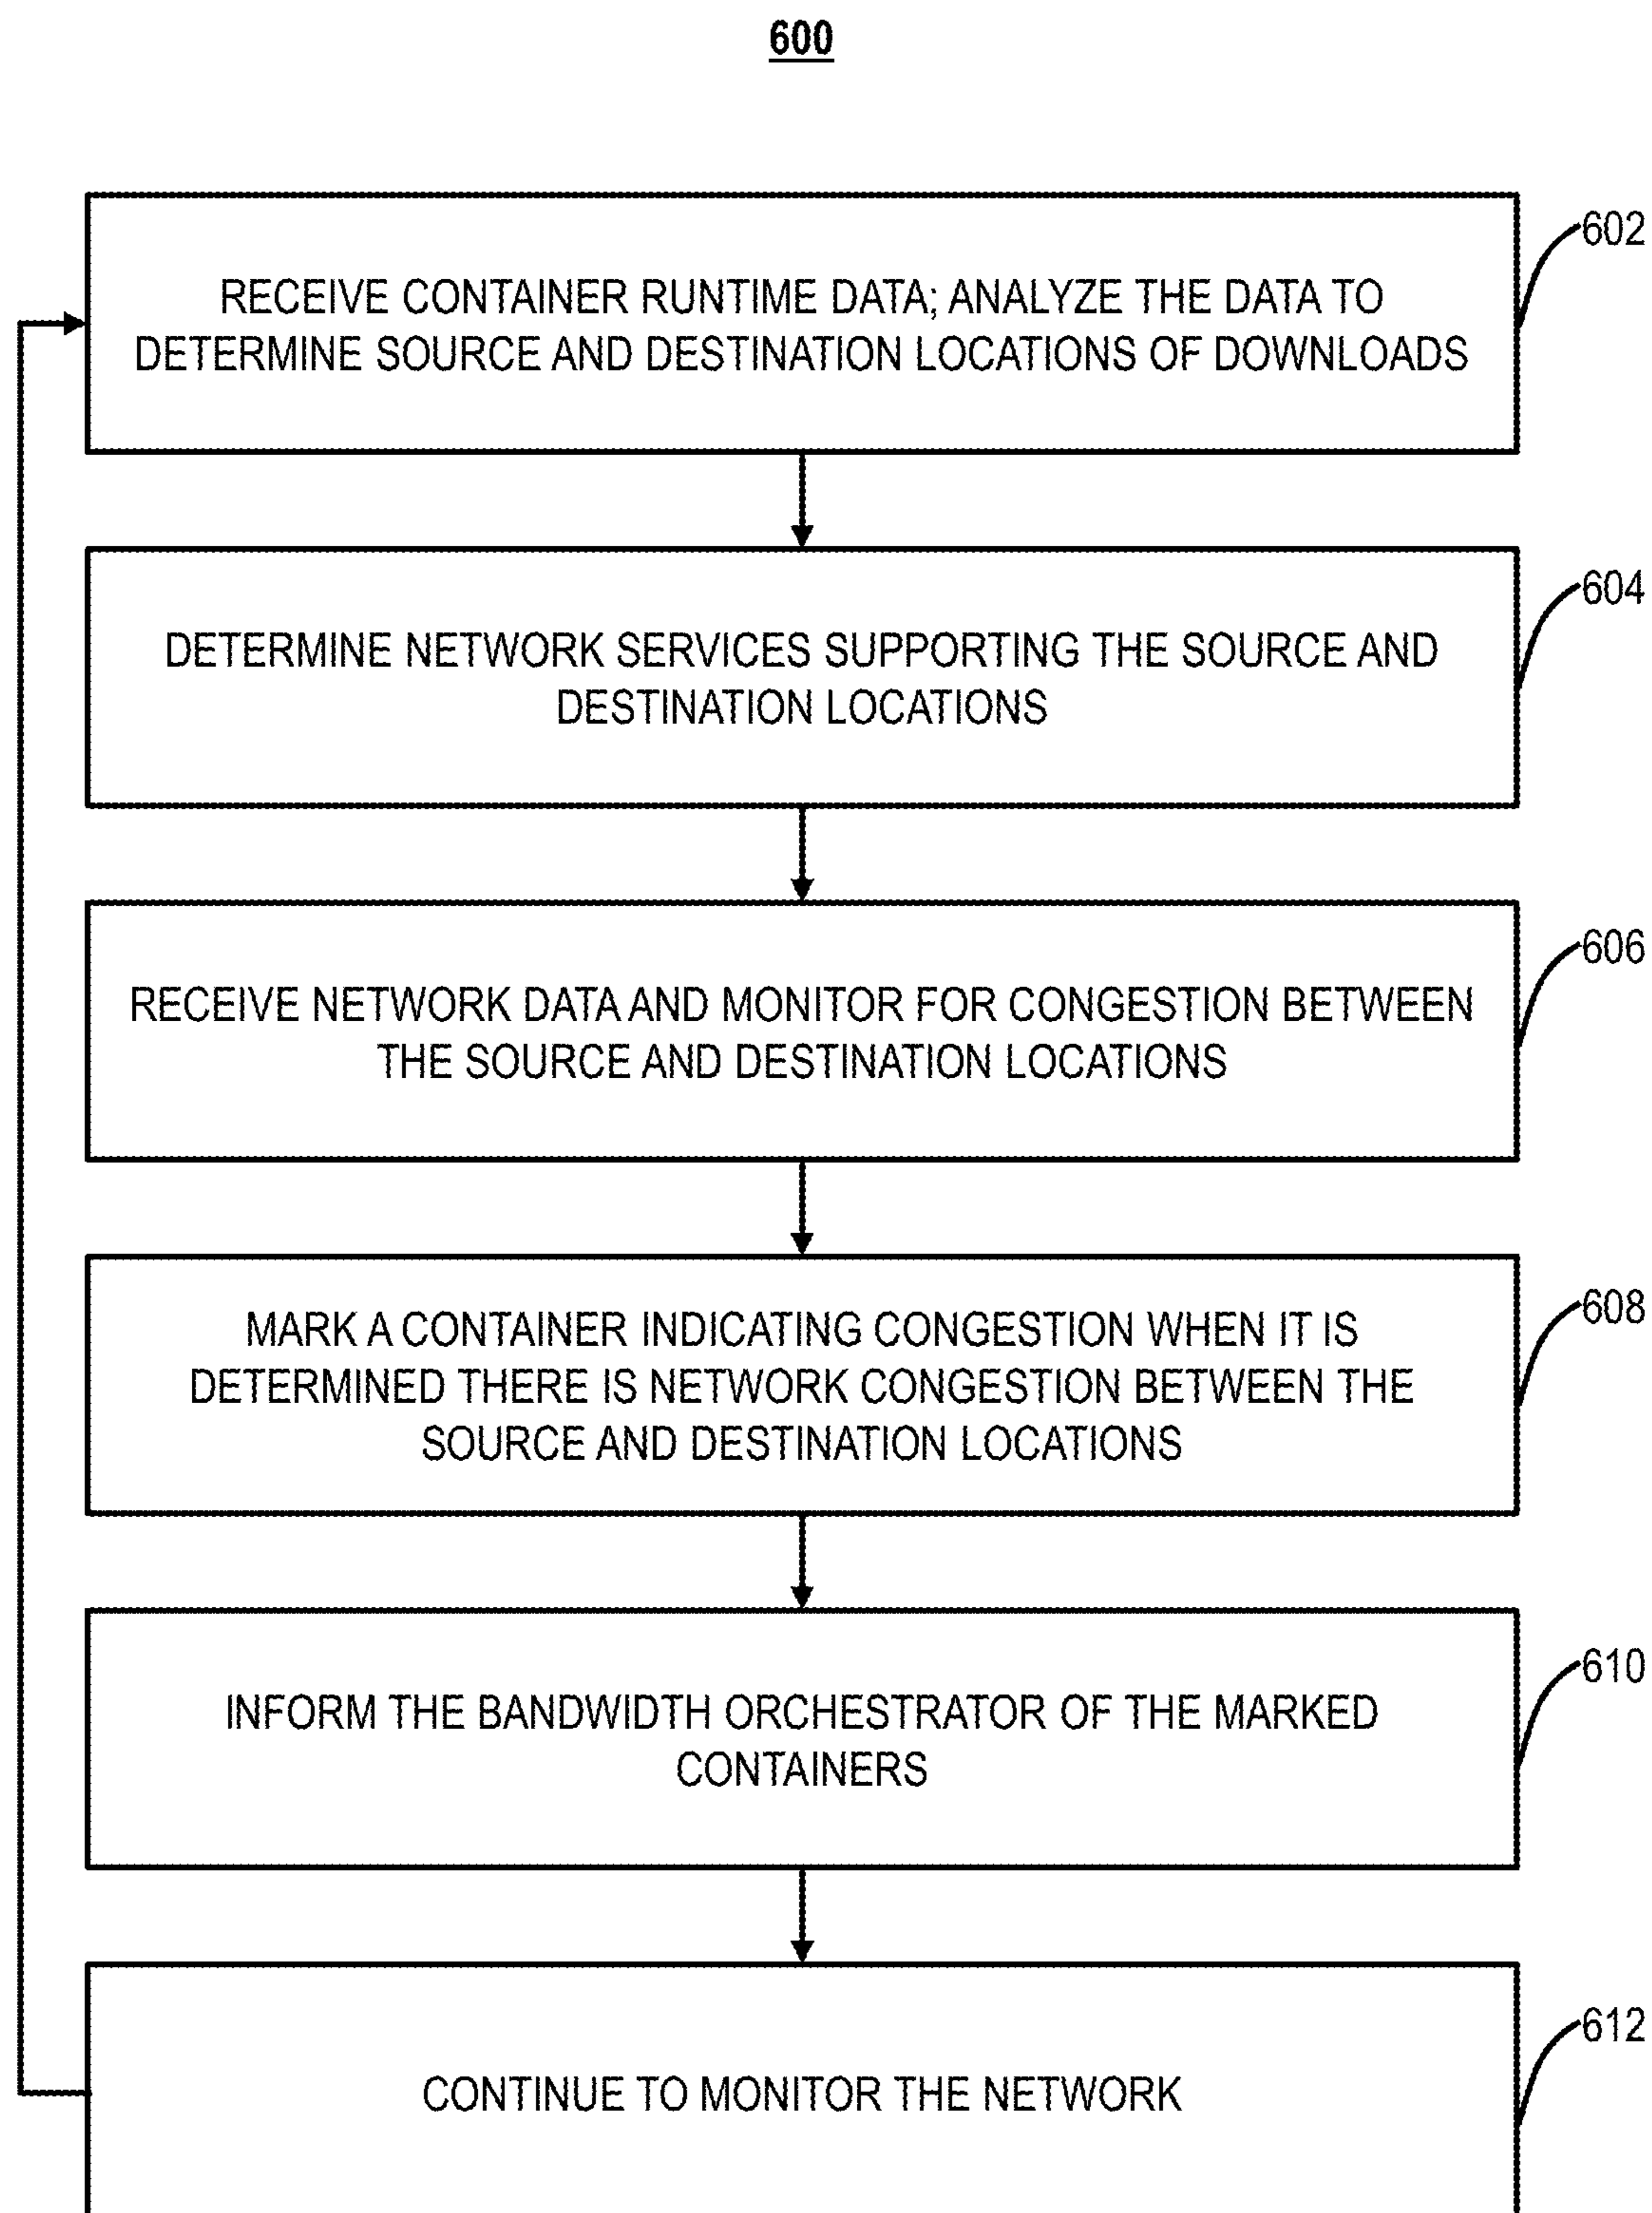 600
RECEIVE CONTAINER RUNTIME DATA; ANALYZE THE DATA TO
DETERMINE SOURCE AND DESTINATION LOCATIONS OF DOWNLOADS
602
DETERMINE NETWORK SERVICES SUPPORTING THE SOURCE AND
DESTINATION LOCATIONS
604
RECEIVE NETWORK DATA AND MONITOR FOR CONGESTION BETWEEN
THE SOURCE AND DESTINATION LOCATIONS
606
MARK A CONTAINER INDICATING CONGESTION WHEN IT IS
DETERMINED THERE IS NETWORK CONGESTION BETWEEN THE
SOURCE AND DESTINATION LOCATIONS
608
INFORM THE BANDWIDTH ORCHESTRATOR OF THE MARKED
CONTAINERS
610
CONTINUE TO MONITOR THE NETWORK
612